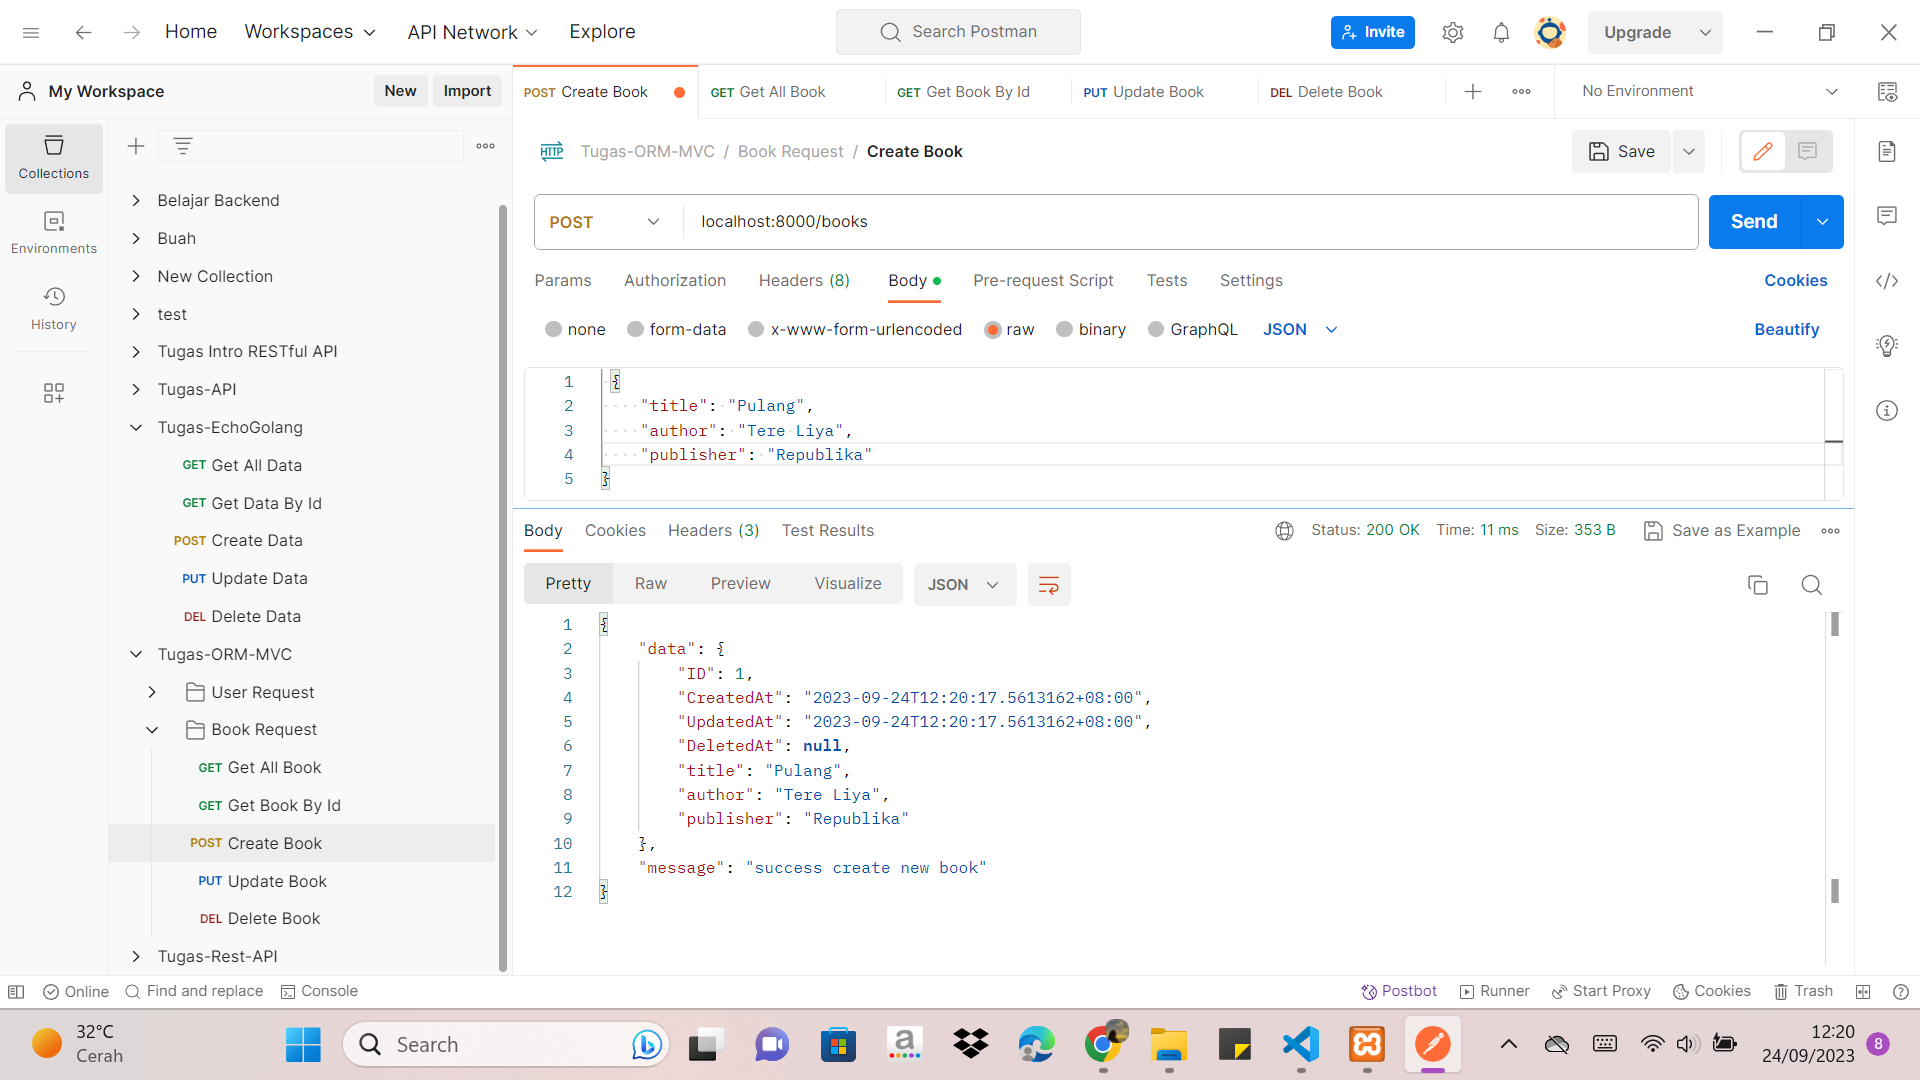 Home Workspaces API Network Explore Search Postman Invite Upgrade
My Workspace New Import POST Create Book GET Get All Book GET Get Book By Id PUT Update Book DEL Delete Book No Environment
Collections
Environments
History
Belajar Backend
Buah
New Collection
test
Tugas Intro RESTful API
Tugas-API
Tugas-EchoGolang
GET Get All Data
GET Get Data By Id
POST Create Data
PUT Update Data
DEL Delete Data
Tugas-ORM-MVC
User Request
Book Request
GET Get All Book
GET Get Book By Id
POST Create Book
PUT Update Book
DEL Delete Book
Tugas-Rest-API
HTTP Tugas-ORM-MVC / Book Request / Create Book Save
POST localhost:8000/books Send
Params Authorization Headers (8) Body Pre-request Script Tests Settings Cookies
none form-data x-www-form-urlencoded raw binary GraphQL JSON Beautify
1 {
2 "title": "Pulang",
3 "author": "Tere Liya",
4 "publisher": "Republika"
5 }
Body Cookies Headers (3) Test Results Status: 200 OK Time: 11 ms Size: 353 B Save as Example
Pretty Raw Preview Visualize JSON
1 {
2 "data": {
3 "ID": 1,
4 "CreatedAt": "2023-09-24T12:20:17.5613162+08:00",
5 "UpdatedAt": "2023-09-24T12:20:17.5613162+08:00",
6 "DeletedAt": null,
7 "title": "Pulang",
8 "author": "Tere Liya",
9 "publisher": "Republika"
10 },
11 "message": "success create new book"
12 }
Online Find and replace Console Postbot Runner Start Proxy Cookies Trash
32°C
Cerah
Search
a
12:20
24/09/2023
8